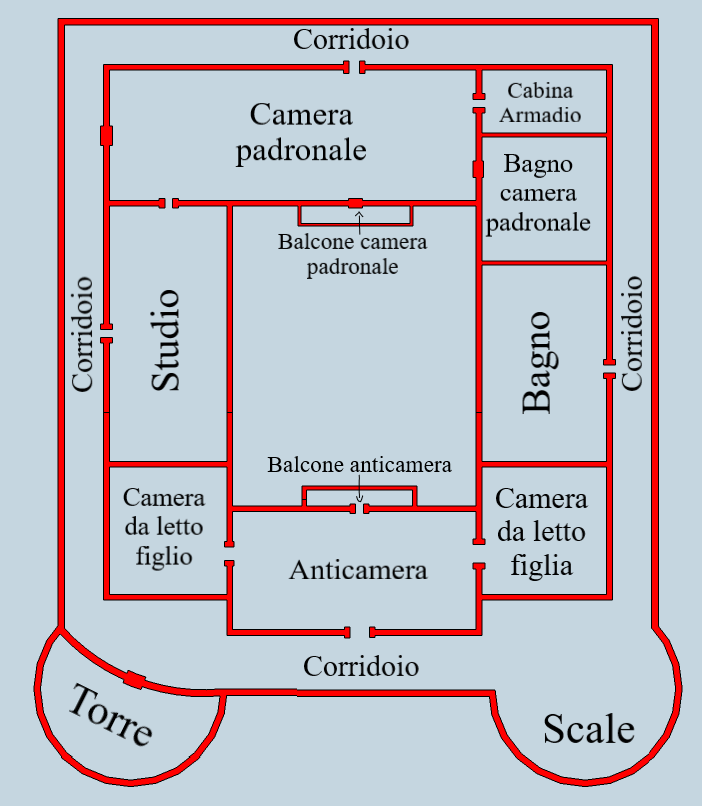 Corridoio
Camera
padronale
Cabina
Armadio
Bagno
camera
padronale
Balcone camera
padronale
Corridoio
Studio
Bagno
Corridoio
Balcone anticamera
Camera
da letto
figlio
Anticamera
Camera
da letto
figlia
Corridoio
Torre
Scale